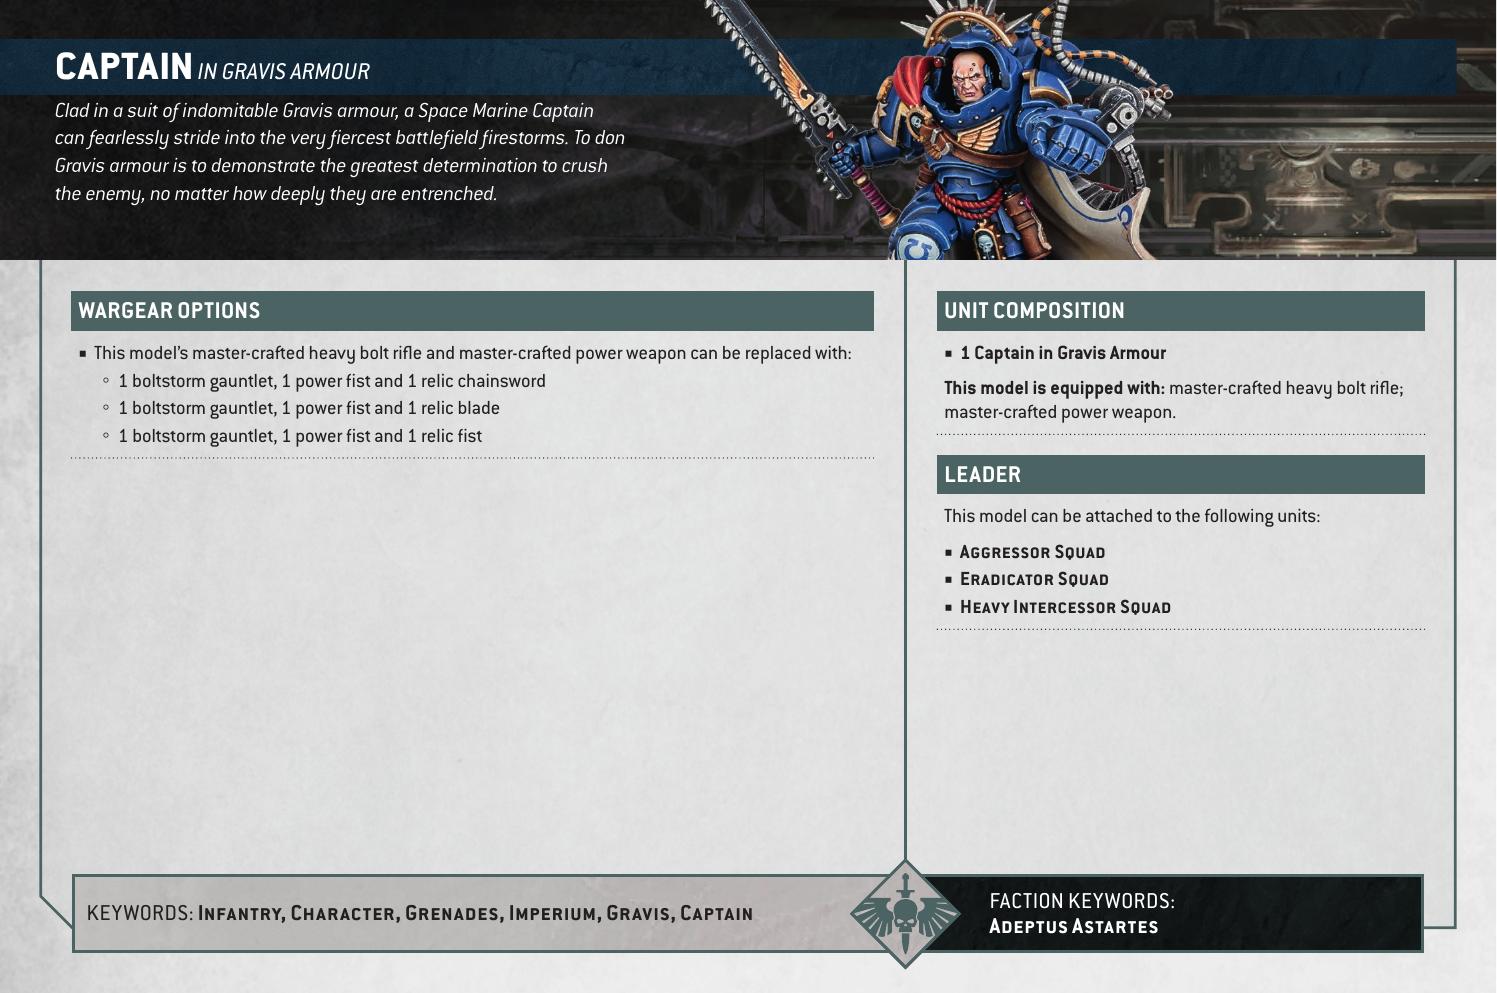 CAPTAIN IN GRAVIS ARMOUR
Clad in a suit of indomitable Gravis armour, a Space Marine Captain
can fearlessly stride into the very fiercest battlefield firestorms. To don
Gravis armour is to demonstrate the greatest determination to crush
the enemy, no matter how deeply they are entrenched.
WARGEAR OPTIONS
▪ This model’s master-crafted heavy bolt rifle and master-crafted power weapon can be replaced with:
◦ 1 boltstorm gauntlet, 1 power fist and 1 relic chainsword
◦ 1 boltstorm gauntlet, 1 power fist and 1 relic blade
◦ 1 boltstorm gauntlet, 1 power fist and 1 relic fist
UNIT COMPOSITION
▪ 1 Captain in Gravis Armour
This model is equipped with: master-crafted heavy bolt rifle;
master-crafted power weapon.
LEADER
This model can be attached to the following units:
▪ Aggressor Squad
▪ Eradicator Squad
▪ Heavy Intercessor Squad
KEYWORDS: Infantry, Character, Grenades, Imperium, Gravis, Captain
FACTION KEYWORDS:
Adeptus Astartes